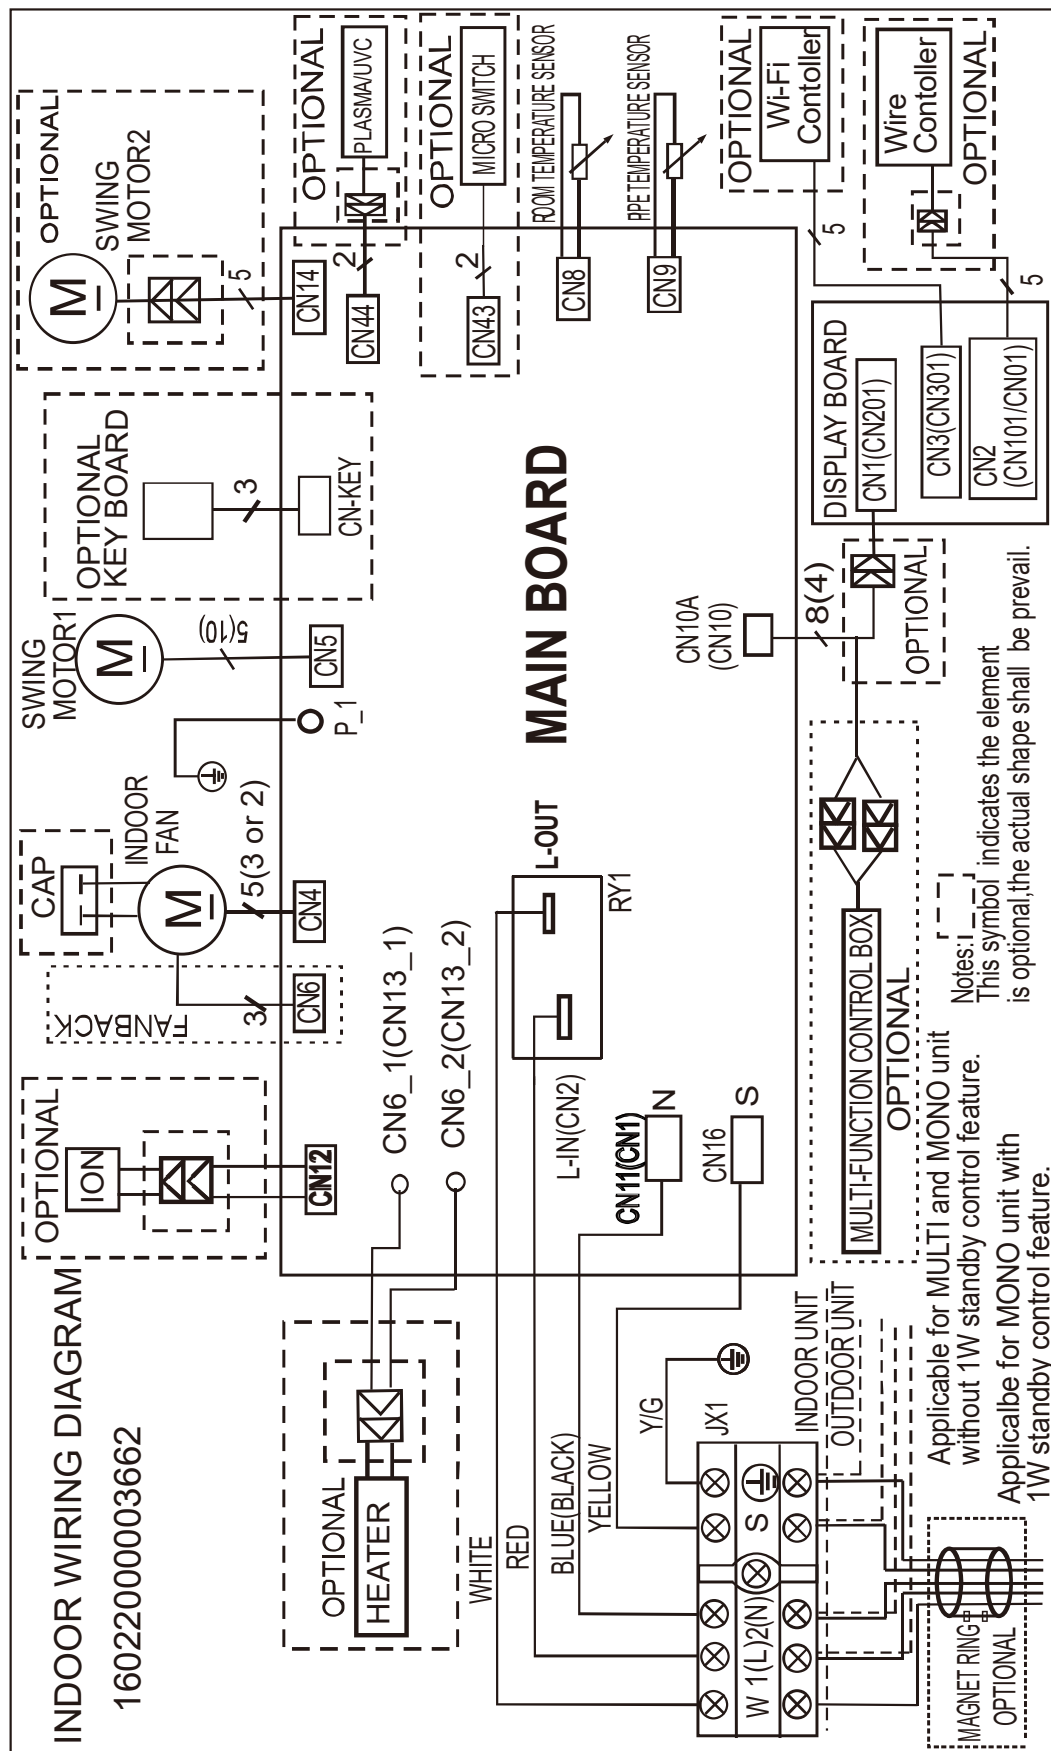 INDOOR WIRING DIAGRAM
16022000003662
OPTIONAL
ION
CN12
FANBACK
3
CN6
CAP
INDOOR
FAN
M
5(3 or 2)
CN4
P_1
SWING
MOTOR1
M
5(10)
CN5
OPTIONAL
KEY BOARD
3
CN-KEY
OPTIONAL
SWING
MOTOR2
M
5
CN14
OPTIONAL
PLASMA/UVC
2
CN44
OPTIONAL
MICRO SWITCH
2
CN43
ROOM TEMPERATURE SENSOR
CN8
PIPE TEMPERATURE SENSOR
CN9
OPTIONAL
Wi-Fi
Contoller
5
OPTIONAL
Wire
Contoller
5
DISPLAY BOARD
CN1(CN201)
CN3(CN301)
CN2
(CN101/CN01)
MAIN BOARD
CN10A
(CN10)
8(4)
OPTIONAL
OPTIONAL
HEATER
CN6_1(CN13_1)
CN6_2(CN13_2)
L-OUT
RY1
L-IN(CN2)
CN11(CN1)
N
CN16
S
WHITE
RED
BLUE(BLACK)
YELLOW
Y/G
JX1
W 1(L)2(N) S
INDOOR UNIT
OUTDOOR UNIT
MAGNET RING
OPTIONAL
MULTI-FUNCTION CONTROL BOX
OPTIONAL
Applicable for MULTI and MONO unit
without 1W standby control feature.
Applicalbe for MONO unit with
1W standby control feature.
Notes:
This symbol indicates the element
is optional,the actual shape shall be prevail.